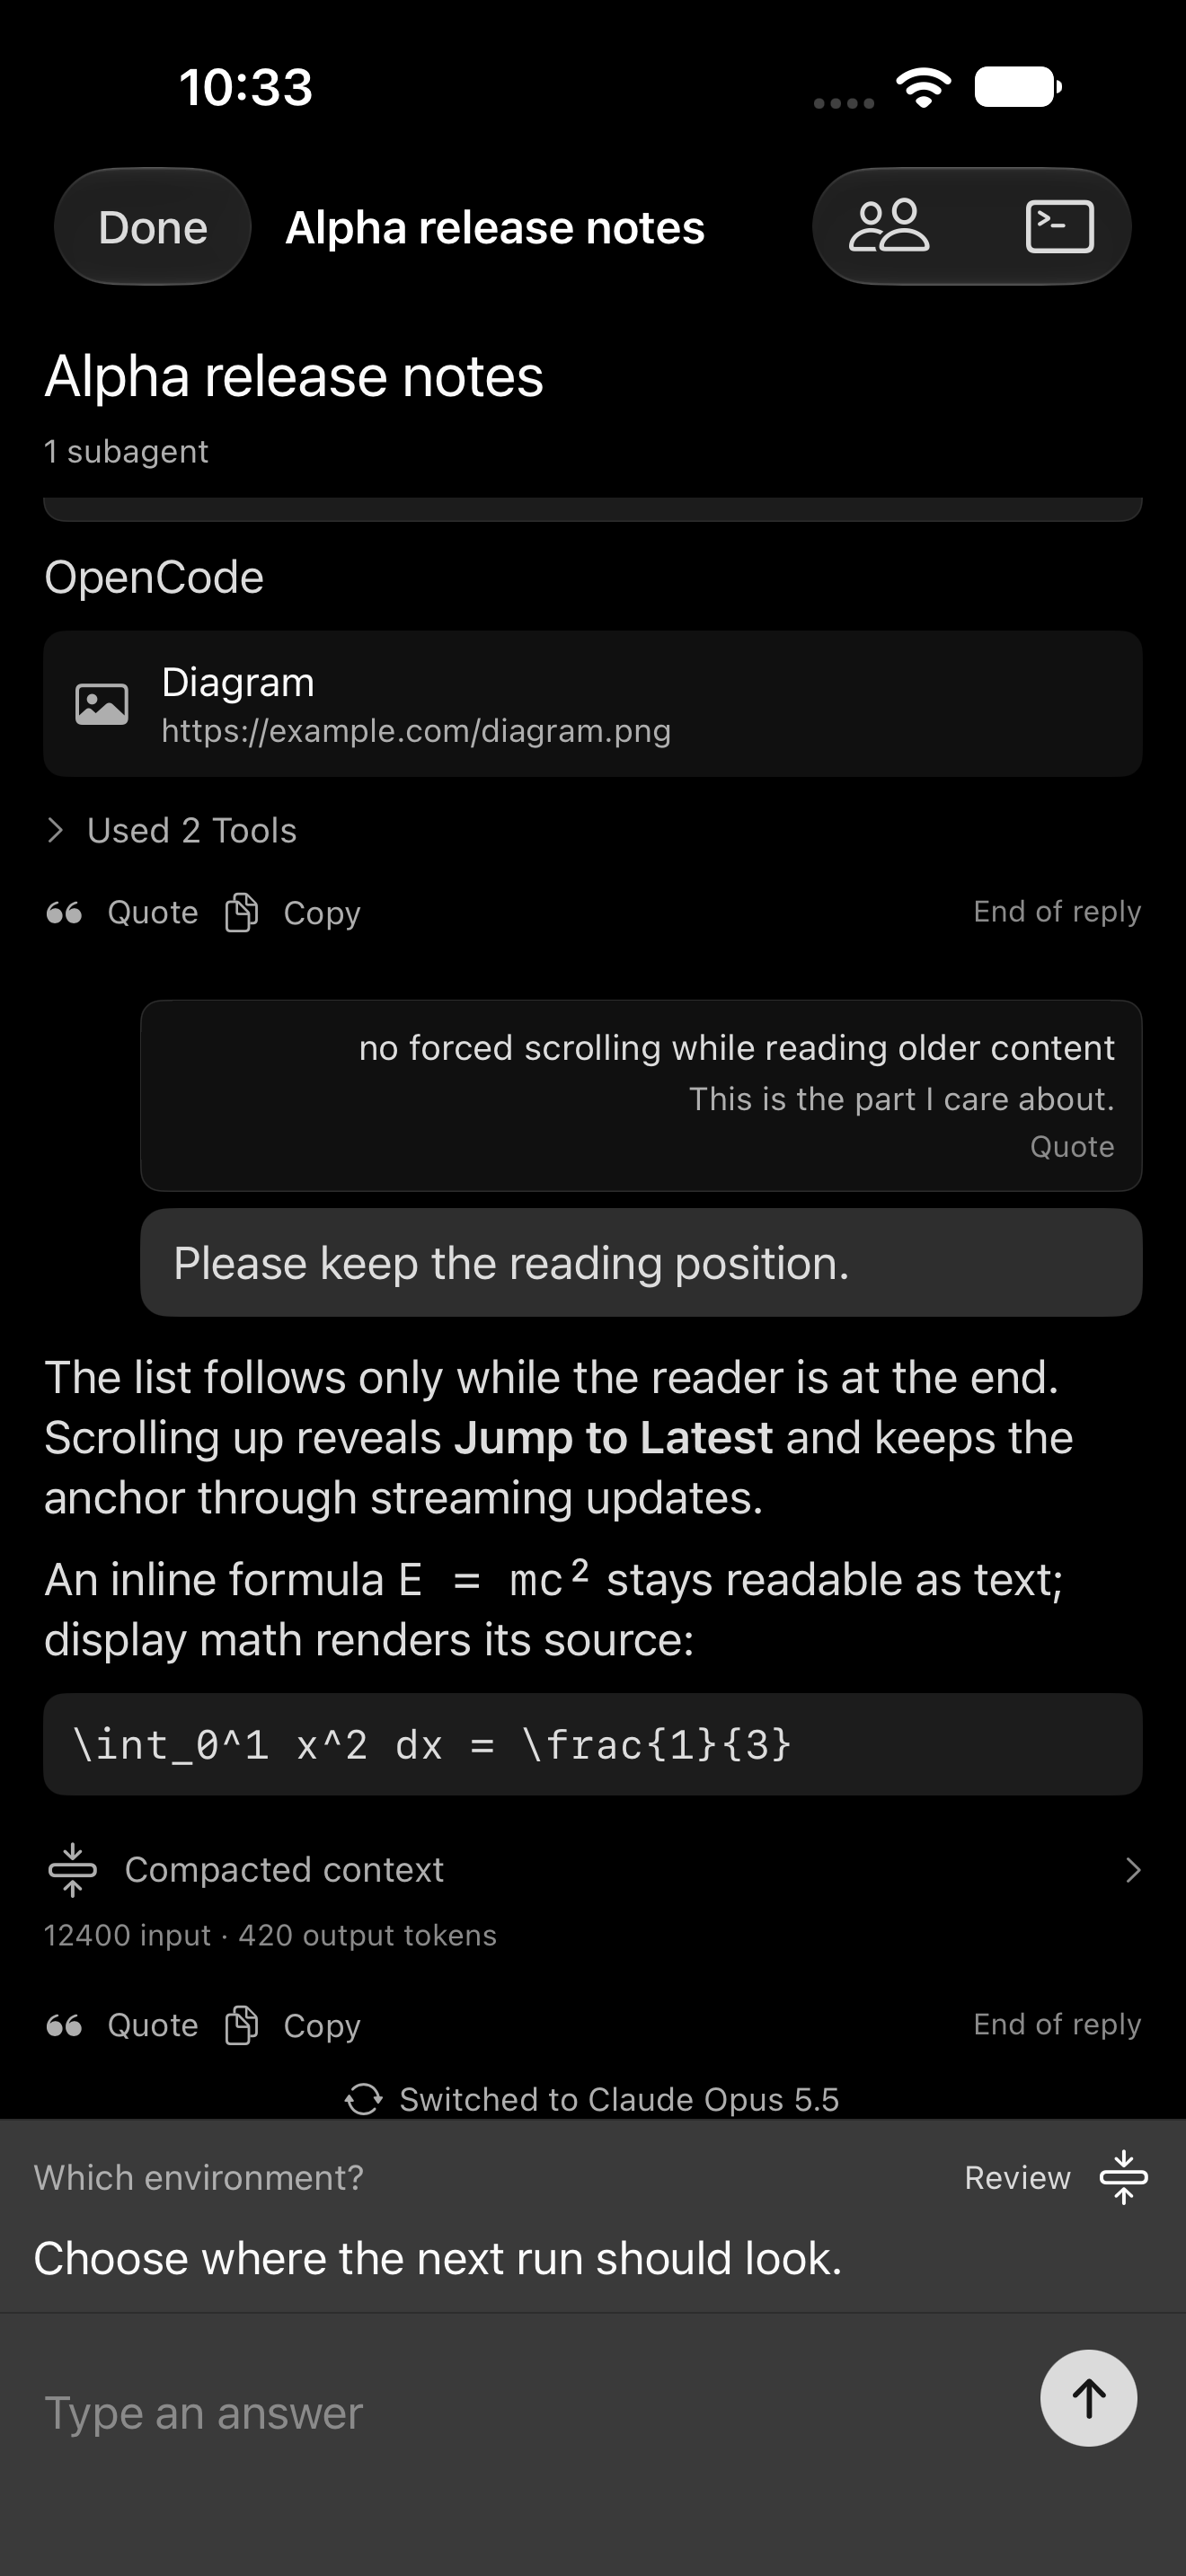 10:33
Done
Alpha release notes
Alpha release notes
1 subagent
OpenCode
Diagram
https://example.com/diagram.png
Used 2 Tools
Quote Copy End of reply
no forced scrolling while reading older content
This is the part I care about.
Quote
Please keep the reading position.
The list follows only while the reader is at the end.
Scrolling up reveals Jump to Latest and keeps the
anchor through streaming updates.
An inline formula E = mc² stays readable as text;
display math renders its source:
\int_0^1 x^2 dx = \frac{1}{3}
Compacted context
12400 input · 420 output tokens
Quote Copy End of reply
Switched to Claude Opus 5.5
Which environment? Review
Choose where the next run should look.
Type an answer